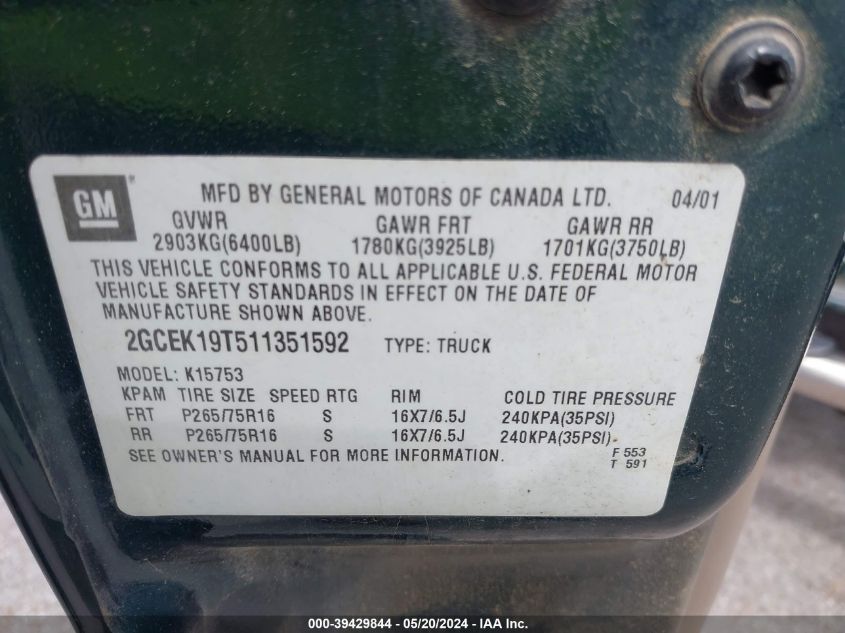 GM ® MFD BY GENERAL MOTORS OF CANADA LTD. 04/01
GVWR GAWR FRT GAWR RR
2903KG(6400LB) 1780KG(3925LB) 1701KG(3750LB)
THIS VEHICLE CONFORMS TO ALL APPLICABLE U.S. FEDERAL MOTOR
VEHICLE SAFETY STANDARDS IN EFFECT ON THE DATE OF
MANUFACTURE SHOWN ABOVE.
2GCEK19T511351592 TYPE: TRUCK
MODEL: K15753
KPAM TIRE SIZE SPEED RTG RIM COLD TIRE PRESSURE
FRT P265/75R16 S 16X7/6.5J 240KPA(35PSI)
RR P265/75R16 S 16X7/6.5J 240KPA(35PSI)
SEE OWNER'S MANUAL FOR MORE INFORMATION. F 553
T 591
000-39429844 - 05/20/2024 - IAA Inc.